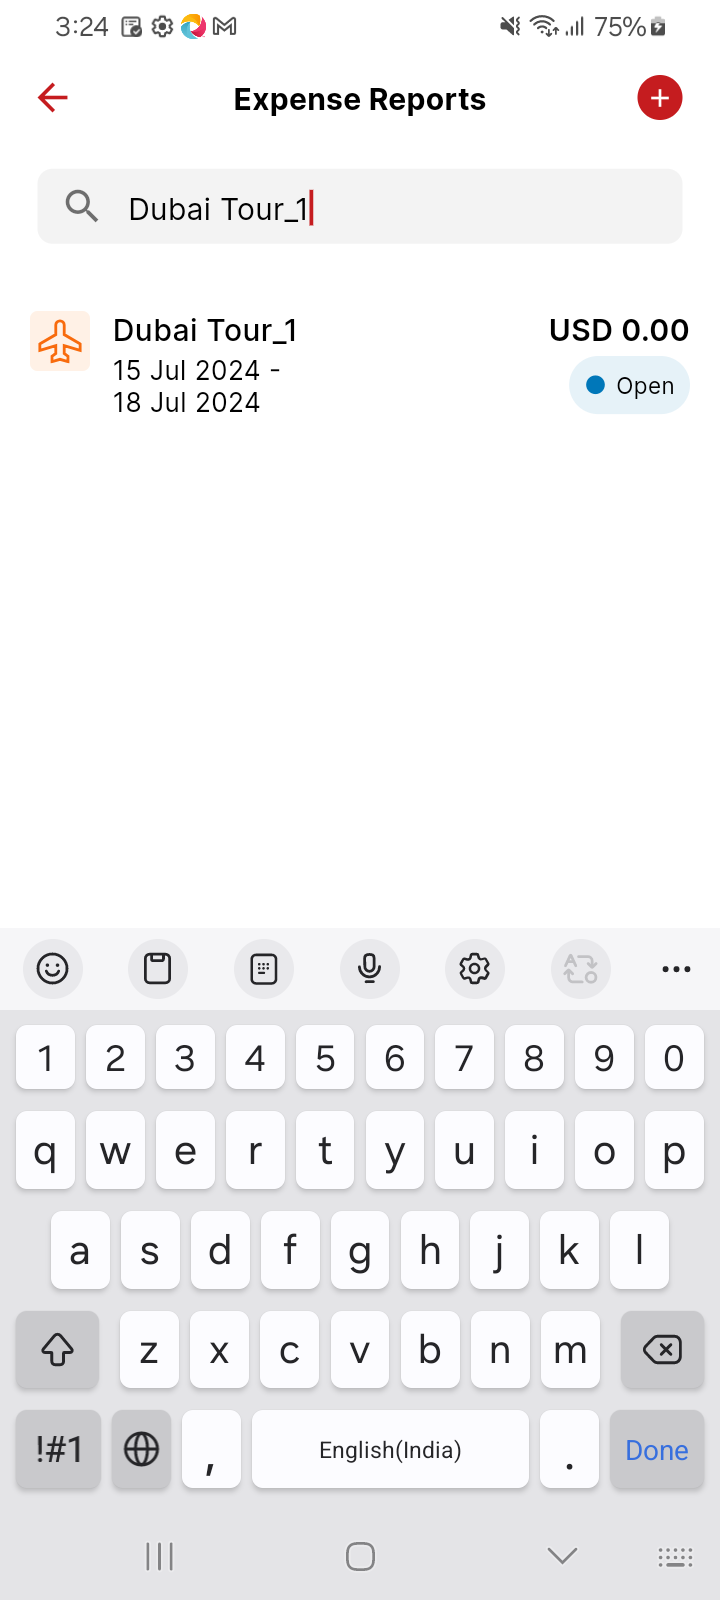 3:24 75%
Expense Reports
Dubai Tour_1
Dubai Tour_1 USD 0.00
15 Jul 2024 - Open
18 Jul 2024
1 2 3 4 5 6 7 8 9 0
q w e r t y u i o p
a s d f g h j k l
z x c v b n m
!#1 , English(India) . Done